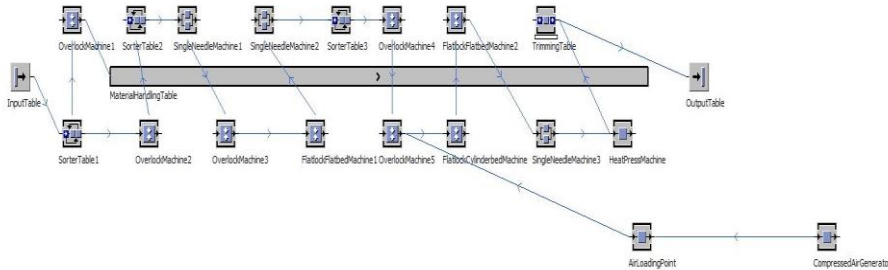 OverlockMachine1
SorterTable2
SingleNeedleMachine1
SingleNeedleMachine2
SorterTable3
OverlockMachine4
FlatlockFlatbedMachine2
TrimmingTable
InputTable
MaterialHandlingTable
OutputTable
SorterTable1
OverlockMachine2
OverlockMachine3
FlatlockFlatbedMachine1
OverlockMachine5
FlatlockCylinderbedMachine
SingleNeedleMachine3
HeatPressMachine
AirLoadingPoint
CompressedAirGenerato